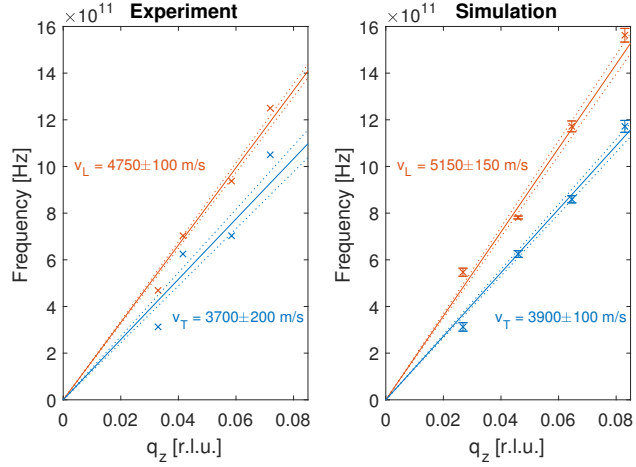 Experiment
×10¹¹
16
14
12
10
8
6
4
2
0
Frequency [Hz]
v_L = 4750±100 m/s
v_T = 3700±200 m/s
0 0.02 0.04 0.06 0.08
q_z [r.l.u.]
Simulation
×10¹¹
16
14
12
10
8
6
4
2
0
Frequency [Hz]
v_L = 5150±150 m/s
v_T = 3900±100 m/s
0 0.02 0.04 0.06 0.08
q_z [r.l.u.]